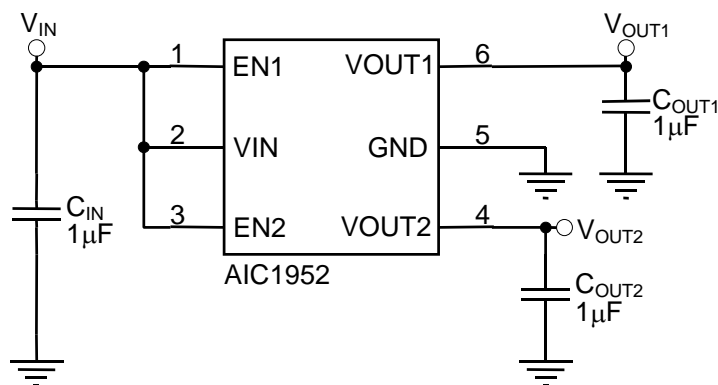 VIN
VOUT1
1 EN1 VOUT1 6
COUT1
1μF
2 VIN GND 5
CIN
1μF
3 EN2 VOUT2 4
VOUT2
AIC1952
COUT2
1μF